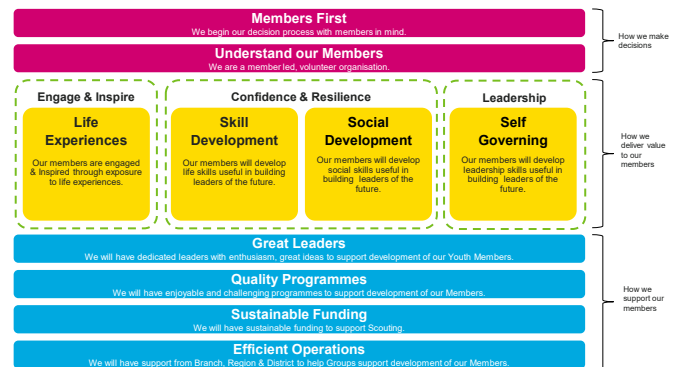 Members First
We begin our decision process with members in mind.
Understand our Members
We are a member led, volunteer organisation.
How we make
decisions
Engage & Inspire
Confidence & Resilience
Leadership
Life
Experiences
Our members are engaged
& Inspired through exposure
to life experiences.
Skill
Development
Our members will develop
life skills useful in building
leaders of the future.
Social
Development
Our members will develop
social skills useful in
building leaders of the
future.
Self
Governing
Our members will develop
leadership skills useful in
building leaders of the
future.
How we
deliver value
to our
members
Great Leaders
We will have dedicated leaders with enthusiasm, great ideas to support development of our Youth Members.
Quality Programmes
We will have enjoyable and challenging programmes to support development of our Members.
Sustainable Funding
We will have sustainable funding to support Scouting.
Efficient Operations
We will have support from Branch, Region & District to help Groups support development of our Members.
How we
support our
members